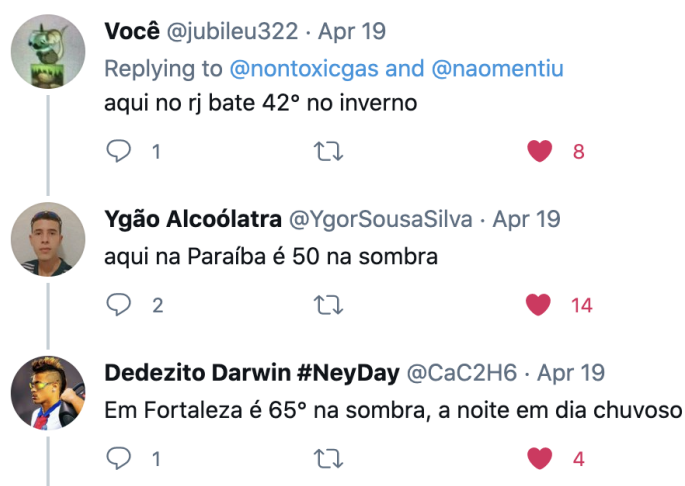 Você @jubileu322 · Apr 19
Replying to @nontoxicgas and @naomentiu
aqui no rj bate 42° no inverno
1 8
Ygão Alcoólatra @YgorSousaSilva · Apr 19
aqui na Paraíba é 50 na sombra
2 14
Dedezito Darwin #NeyDay @CaC2H6 · Apr 19
Em Fortaleza é 65° na sombra, a noite em dia chuvoso
1 4